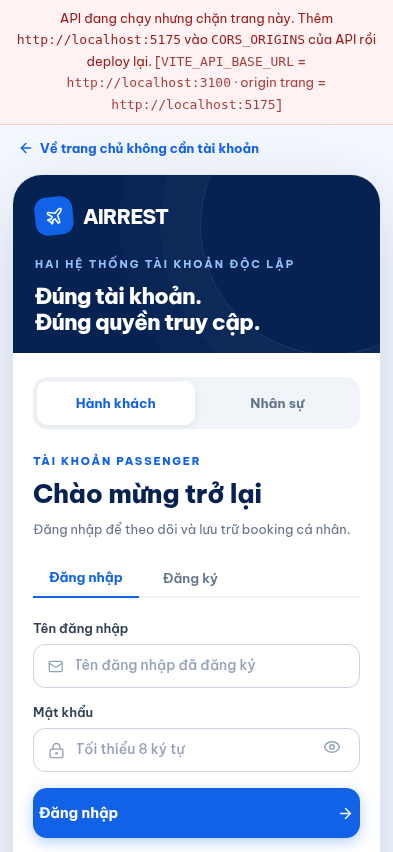 API đang chạy nhưng chặn trang này. Thêm
http://localhost:5175 vào CORS_ORIGINS của API rồi
deploy lại. [VITE_API_BASE_URL =
http://localhost:3100 · origin trang =
http://localhost:5175]
← Về trang chủ không cần tài khoản
AIRREST
HAI HỆ THỐNG TÀI KHOẢN ĐỘC LẬP
Đúng tài khoản.
Đúng quyền truy cập.
Hành khách Nhân sự
TÀI KHOẢN PASSENGER
Chào mừng trở lại
Đăng nhập để theo dõi và lưu trữ booking cá nhân.
Đăng nhập Đăng ký
Tên đăng nhập
Tên đăng nhập đã đăng ký
Mật khẩu
Tối thiểu 8 ký tự
Đăng nhập →